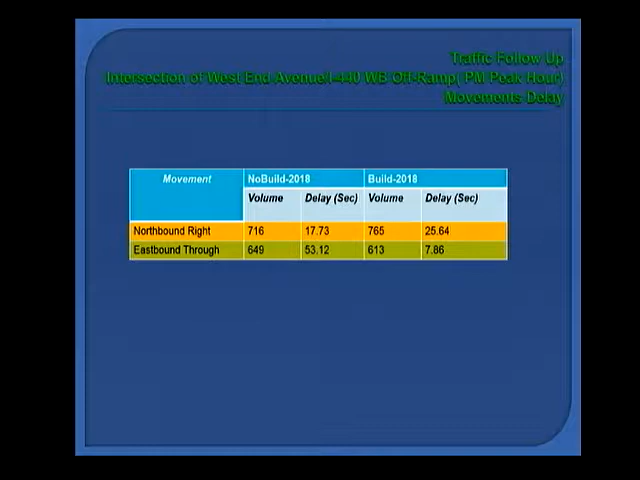 Traffic Follow Up
Intersection of West End Avenue/I-440 WB Off-Ramp( PM Peak Hour)
Movements Delay
Movement NoBuild-2018 Build-2018
Volume Delay (Sec) Volume Delay (Sec)
Northbound Right 716 17.73 765 25.64
Eastbound Through 649 53.12 613 7.86